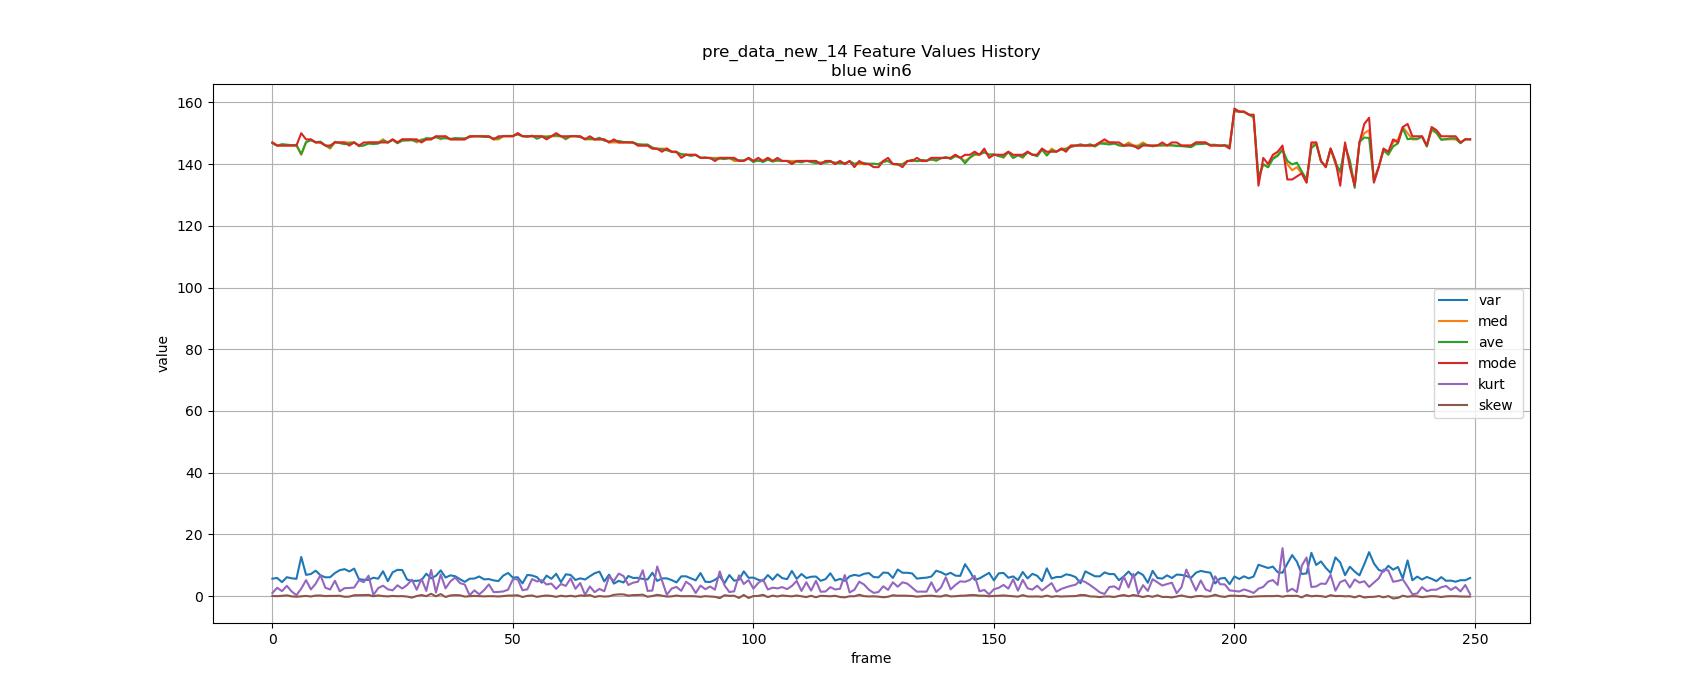 pre_data_new_14 Feature Values History
blue win6
160
140
120
100
80
60
40
20
0
value
var
med
ave
mode
kurt
skew
0
50
100
150
200
250
frame